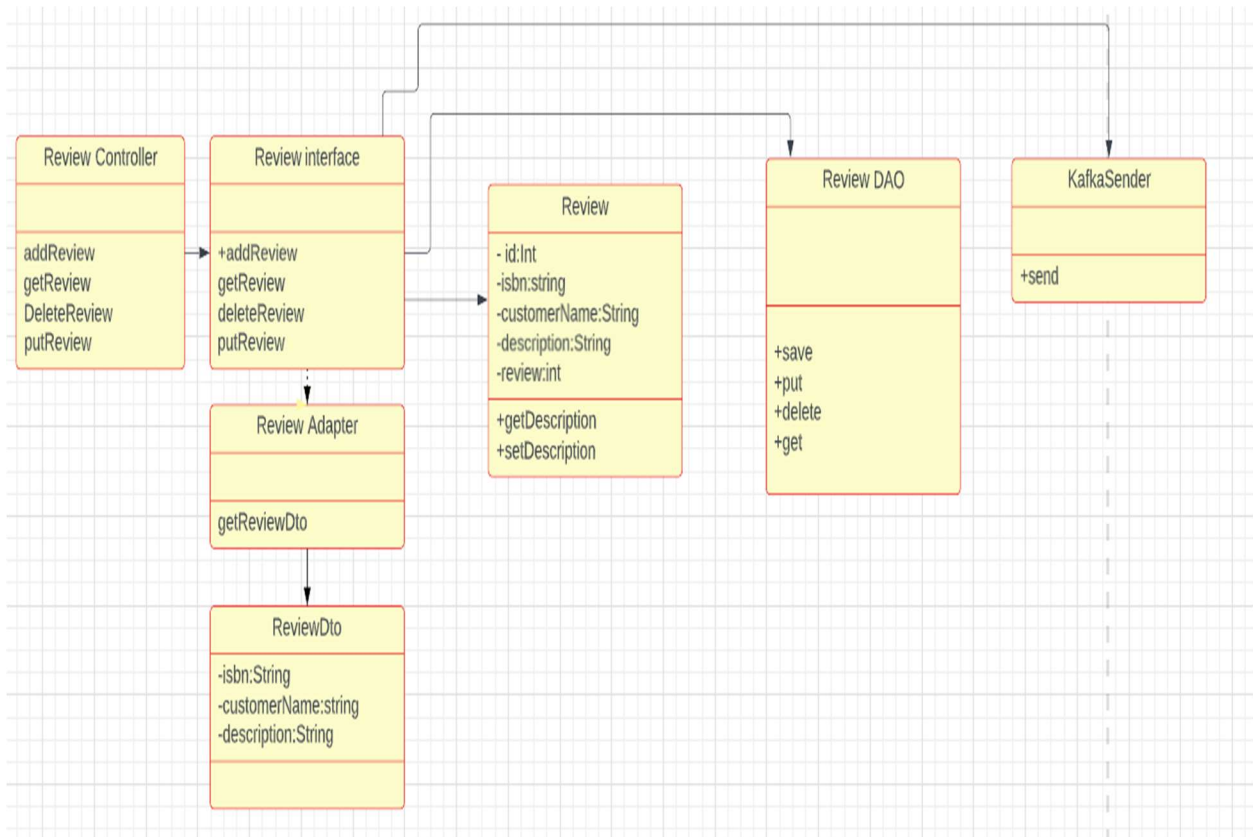 Review Controller
addReview
getReview
DeleteReview
putReview
Review interface
+addReview
getReview
deleteReview
putReview
Review Adapter
getReviewDto
ReviewDto
-isbn:String
-customerName:string
-description:String
Review
- id:Int
-isbn:string
-customerName:String
-description:String
-review:int
+getDescription
+setDescription
Review DAO
+save
+put
+delete
+get
KafkaSender
+send